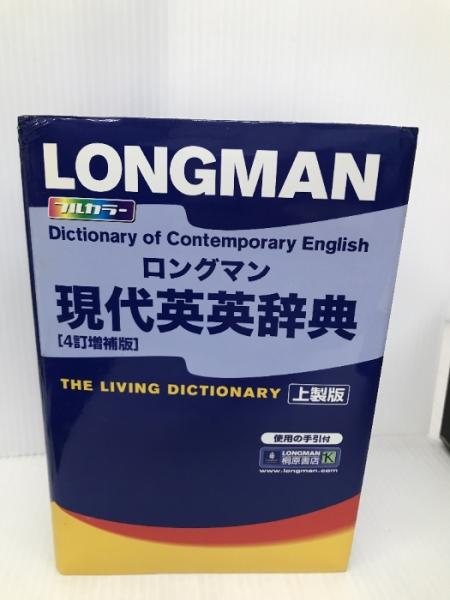 LONGMAN
フルカラー
Dictionary of Contemporary English
ロングマン
現代英英辞典
[4訂増補版]
THE LIVING DICTIONARY 上製版
使用の手引付
LONGMAN
桐原書店 K
www.longman.com